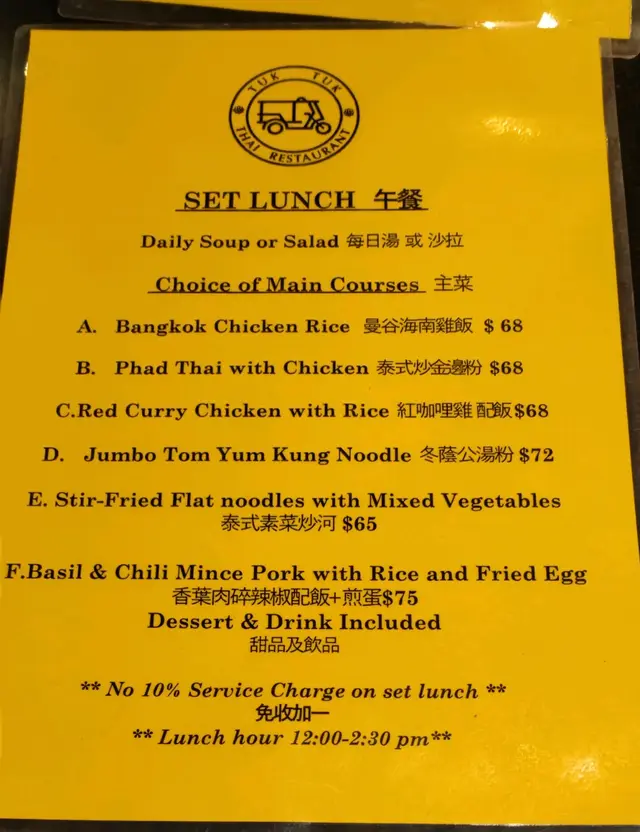 TUK TUK
THAI RESTAURANT
SET LUNCH 午餐
Daily Soup or Salad 每日湯 或 沙拉
Choice of Main Courses 主菜
A. Bangkok Chicken Rice 曼谷海南雞飯 $ 68
B. Phad Thai with Chicken 泰式炒金邊粉 $68
C.Red Curry Chicken with Rice 紅咖哩雞 配飯$68
D. Jumbo Tom Yum Kung Noodle 冬蔭公湯粉 $72
E. Stir-Fried Flat noodles with Mixed Vegetables
泰式素菜炒河 $65
F.Basil & Chili Mince Pork with Rice and Fried Egg
香葉肉碎辣椒配飯+煎蛋$75
Dessert & Drink Included
甜品及飲品
** No 10% Service Charge on set lunch **
免收加一
** Lunch hour 12:00-2:30 pm**